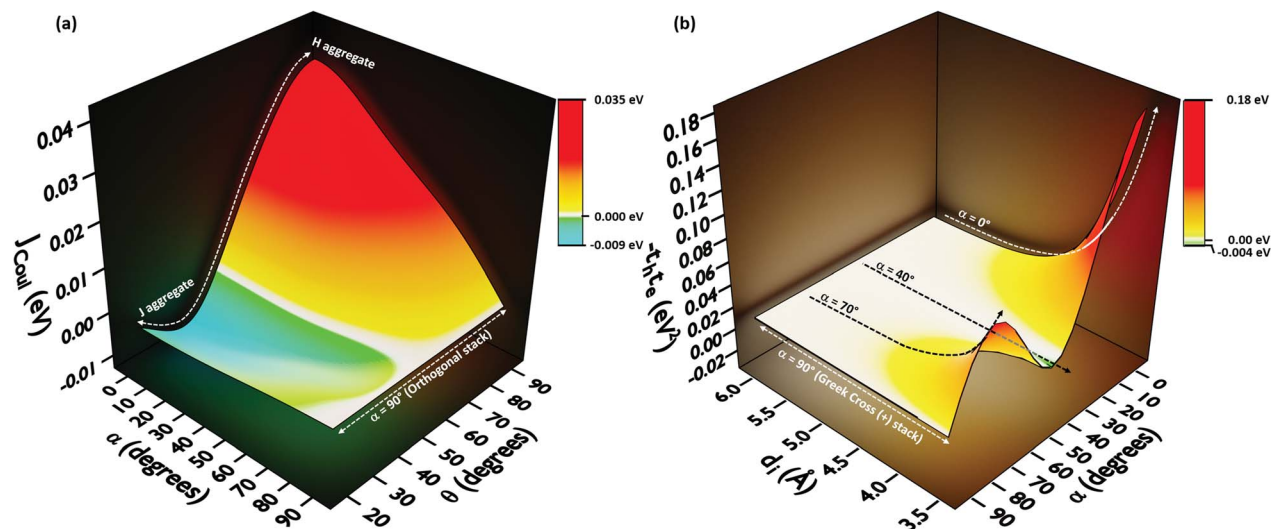 (a)
H aggregate
J aggregate
α = 90° (Orthogonal stack)
J Coul (eV)
0.04
0.03
0.02
0.01
0.00
-0.01
α (degrees)
0
10
20
30
40
50
60
70
80
90
θ (degrees)
20
30
40
50
60
70
80
90
0.035 eV
0.000 eV
-0.009 eV
(b)
α = 0°
α = 40°
α = 70°
α = 90° (Greek Cross (+) stack)
-thte (eV²)
0.18
0.16
0.14
0.12
0.10
0.08
0.06
0.04
0.02
0.00
-0.02
di (Å)
6.0
5.5
5.0
4.5
4.0
3.5
α (degrees)
0
10
20
30
40
50
60
70
80
90
0.18 eV
0.00 eV
-0.004 eV